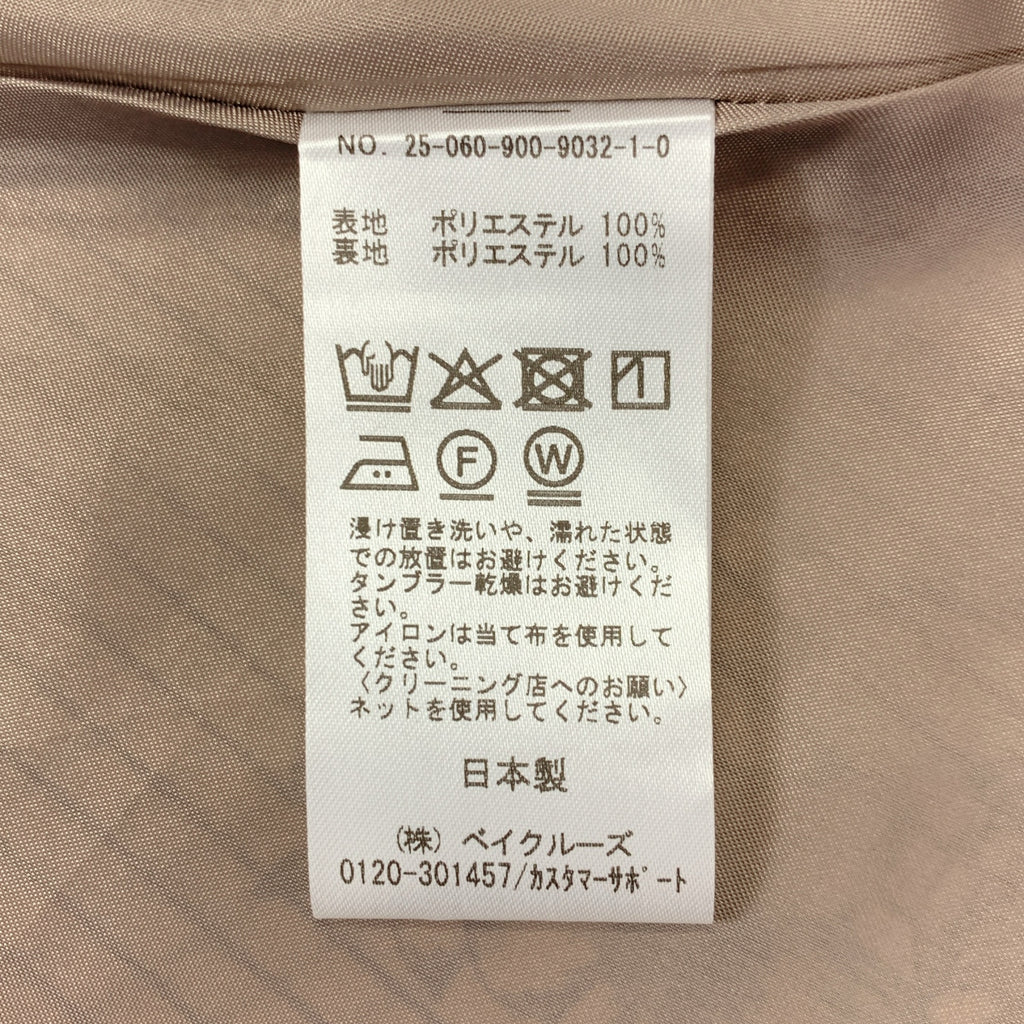 NO. 25-060-900-9032-1-0
表地 ポリエステル 100%
裏地 ポリエステル 100%
F W
浸け置き洗いや、濡れた状態
での放置はお避けください。
タンブラー乾燥はお避けくだ
さい。
アイロンは当て布を使用して
ください。
〈クリーニング店へのお願い〉
ネットを使用してください。
日本製
(株) ベイクルーズ
0120-301457/カスタマーサポート